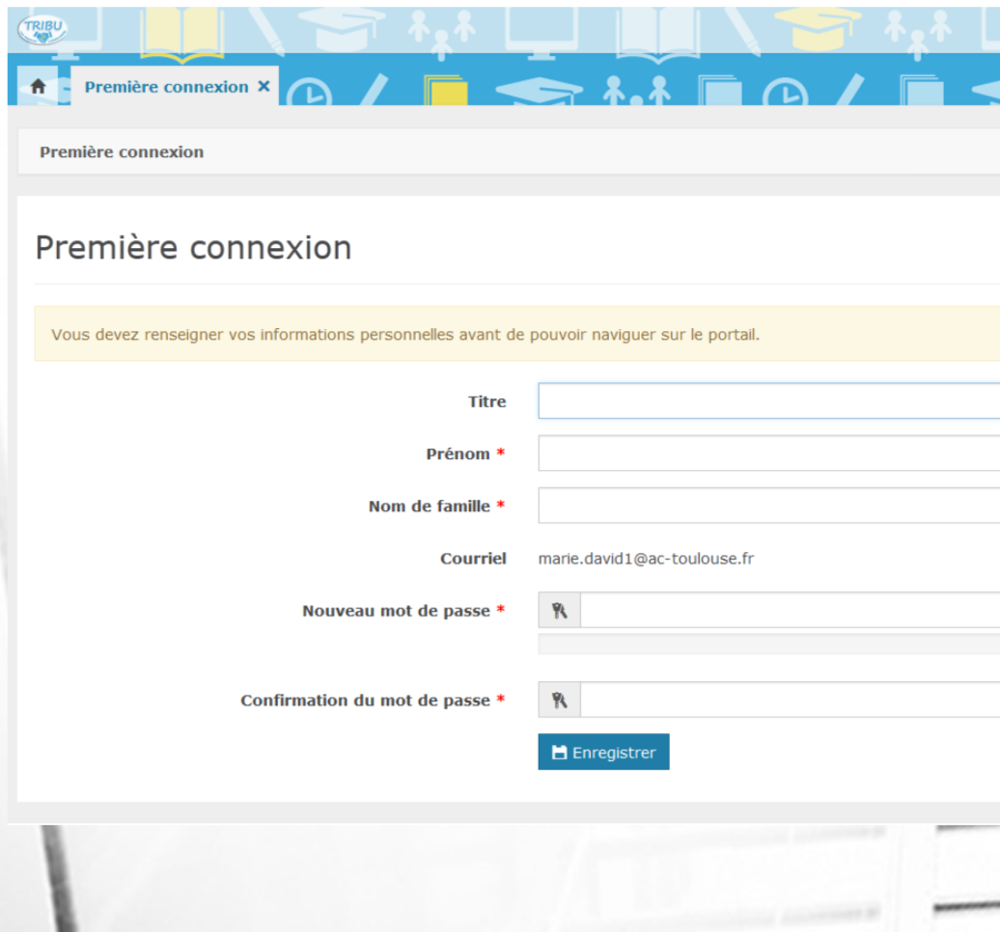 TRIBU
Première connexion ×
Première connexion
Première connexion
Vous devez renseigner vos informations personnelles avant de pouvoir naviguer sur le portail.
Titre
Prénom *
Nom de famille *
Courriel marie.david1@ac-toulouse.fr
Nouveau mot de passe *
Confirmation du mot de passe *
Enregistrer